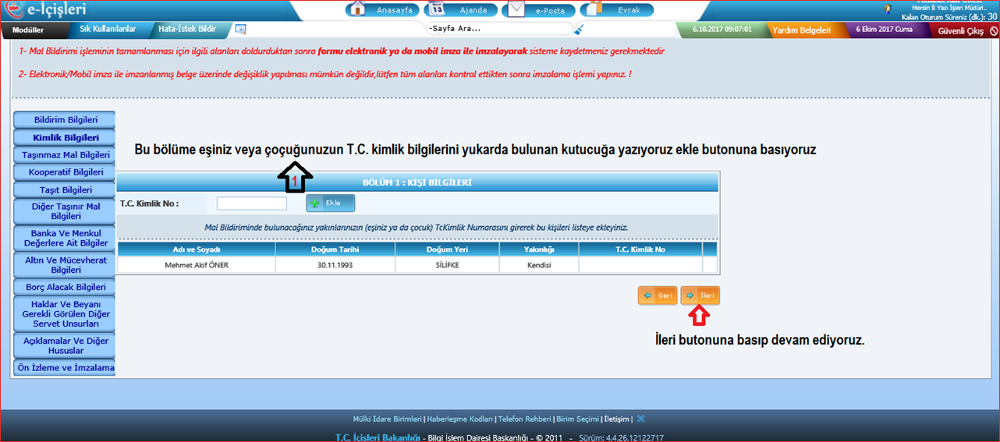 e-İçişleri
Anasayfa
13
Ajanda
e-Posta
Evrak
Mersin İl Yazı İşleri Müdürl..
Kalan Oturum Süreniz (dk.): 30
Modüller
Sık Kullanılanlar
Hata-İstek Bildir
-Sayfa Ara...
6.10.2017 09:07:01
Yardım Belgeleri
6 Ekim 2017 Cuma
Güvenli Çıkış
1- Mal Bildirimi işleminin tamamlanması için ilgili alanları doldurduktan sonra formu elektronik ya da mobil imza ile imzalayarak sisteme kaydetmeniz gerekmektedir
2- Elektronik/Mobil imza ile imzanlanmış belge üzerinde değişiklik yapılması mümkün değildir,lütfen tüm alanları kontrol ettikten sonra imzalama işlemi yapınız. !
Bildirim Bilgileri
Kimlik Bilgileri
Taşınmaz Mal Bilgileri
Kooperatif Bilgileri
Taşıt Bilgileri
Diğer Taşınır Mal
Bilgileri
Banka Ve Menkul
Değerlere Ait Bilgiler
Altın Ve Mücevherat
Bilgileri
Borç Alacak Bilgileri
Haklar Ve Beyanı
Gerekli Görülen Diğer
Servet Unsurları
Açıklamalar Ve Diğer
Hususlar
Ön İzleme ve İmzalama
Bu bölüme eşiniz veya çoçuğunuzun T.C. kimlik bilgilerini yukarda bulunan kutucuğa yazıyoruz ekle butonuna basıyoruz
1
BÖLÜM 1 : KİŞİ BİLGİLERİ
T.C. Kimlik No :
Ekle
Mal Bildiriminde bulunacağınız yakınlarınızın (eşiniz ya da çocuk) TcKimlik Numarasını girerek bu kişileri listeye ekleyiniz.
Adı ve Soyadı Doğum Tarihi Doğum Yeri Yakınlığı T.C. Kimlik No
Mehmet Akif ÖNER 30.11.1993 SİLİFKE Kendisi
Geri
İleri
İleri butonuna basıp devam ediyoruz.
Mülki İdare Birimleri | Haberleşme Kodları | Telefon Rehberi | Birim Seçimi | İletişim |
T.C. İçişleri Bakanlığı - Bilgi İşlem Dairesi Başkanlığı - © 2011 - Sürüm: 4.4.26.12122717